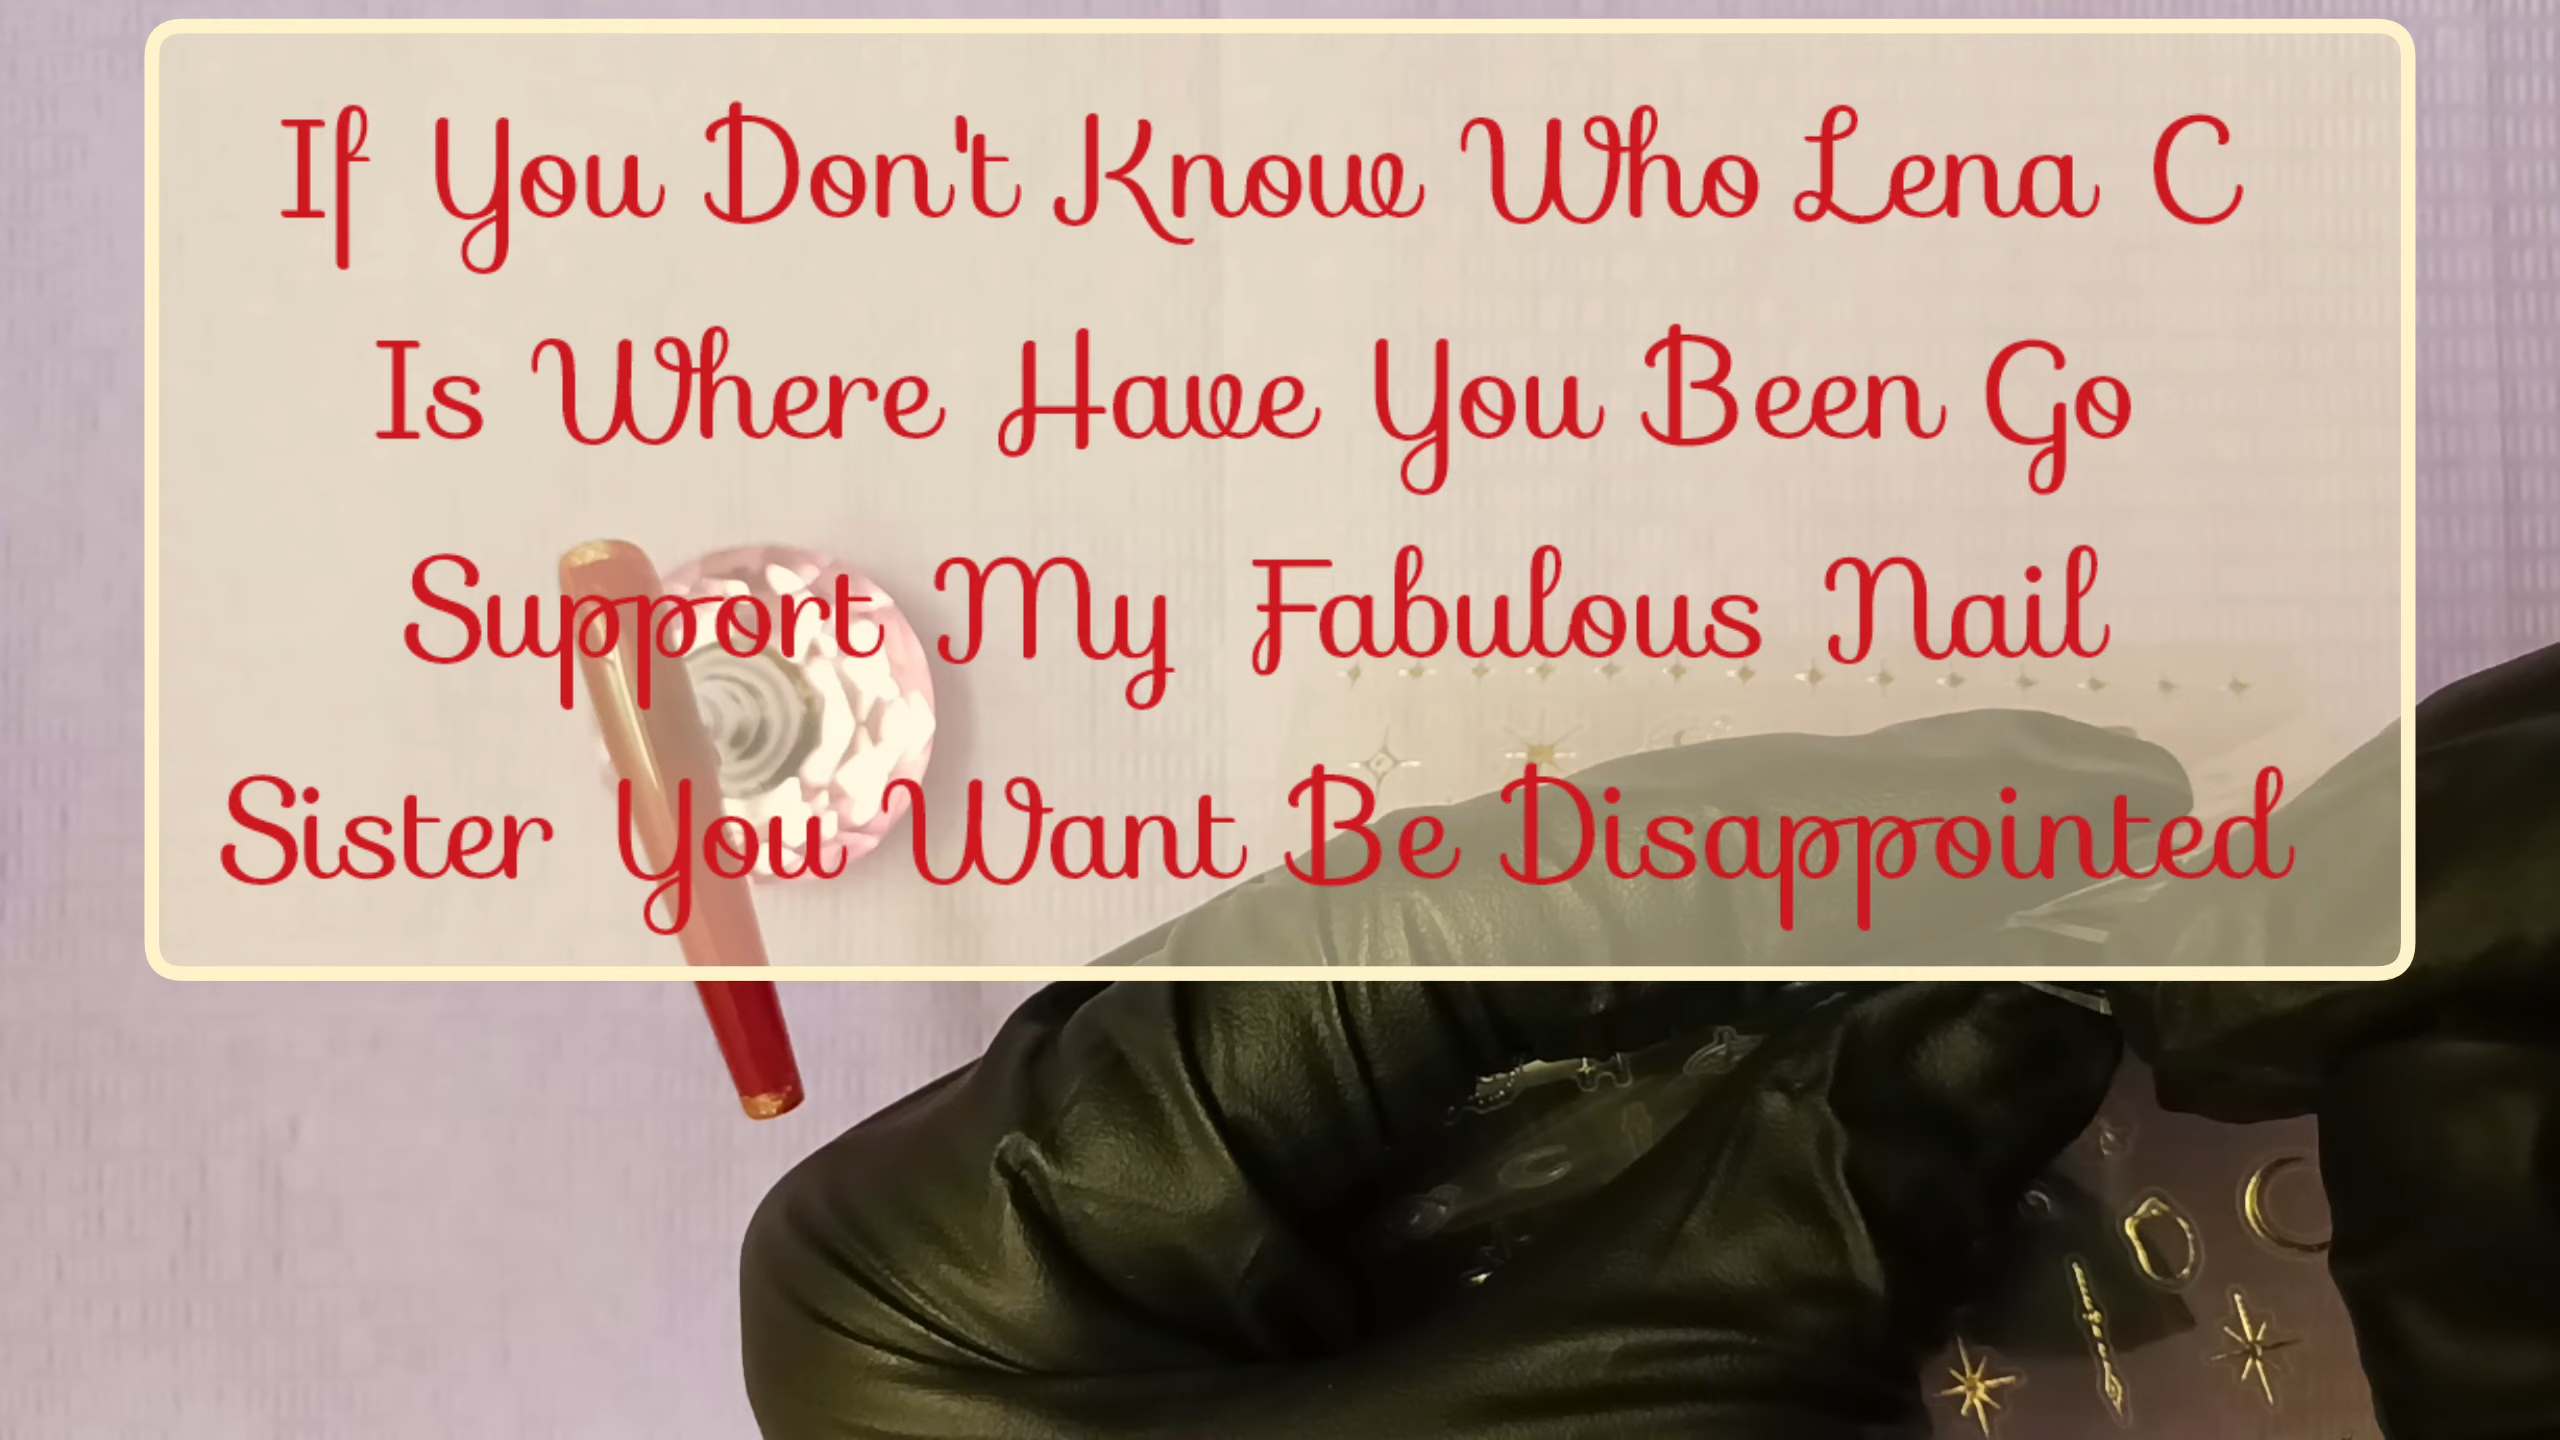 If You Don't Know Who Lena C
Is Where Have You Been Go
Support My Fabulous Nail
Sister You Want Be Disappointed